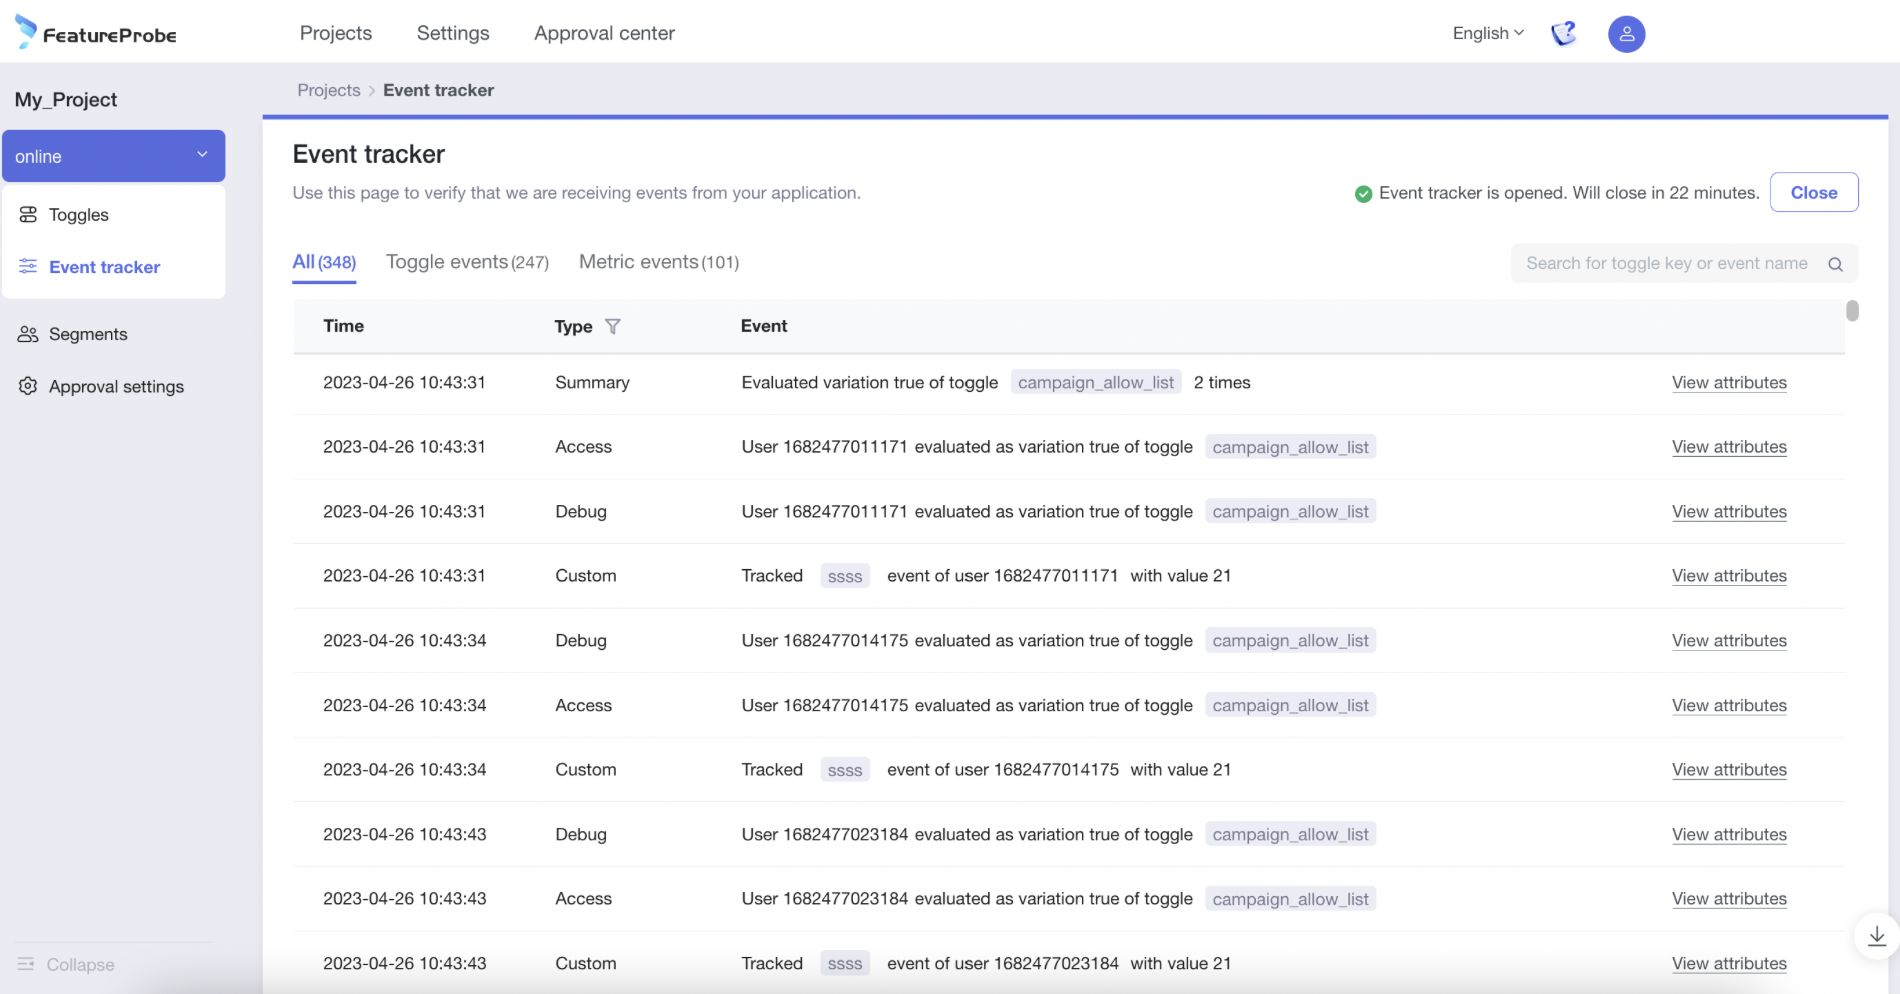 FeatureProbe
Projects Settings Approval center
English
My_Project
online
Toggles
Event tracker
Segments
Approval settings
Collapse
Projects > Event tracker
Event tracker
Use this page to verify that we are receiving events from your application.
Event tracker is opened. Will close in 22 minutes. Close
All (348) Toggle events (247) Metric events (101)
Search for toggle key or event name
Time Type Event
2023-04-26 10:43:31 Summary Evaluated variation true of toggle campaign_allow_list 2 times View attributes
2023-04-26 10:43:31 Access User 1682477011171 evaluated as variation true of toggle campaign_allow_list View attributes
2023-04-26 10:43:31 Debug User 1682477011171 evaluated as variation true of toggle campaign_allow_list View attributes
2023-04-26 10:43:31 Custom Tracked ssss event of user 1682477011171 with value 21 View attributes
2023-04-26 10:43:34 Debug User 1682477014175 evaluated as variation true of toggle campaign_allow_list View attributes
2023-04-26 10:43:34 Access User 1682477014175 evaluated as variation true of toggle campaign_allow_list View attributes
2023-04-26 10:43:34 Custom Tracked ssss event of user 1682477014175 with value 21 View attributes
2023-04-26 10:43:43 Debug User 1682477023184 evaluated as variation true of toggle campaign_allow_list View attributes
2023-04-26 10:43:43 Access User 1682477023184 evaluated as variation true of toggle campaign_allow_list View attributes
2023-04-26 10:43:43 Custom Tracked ssss event of user 1682477023184 with value 21 View attributes